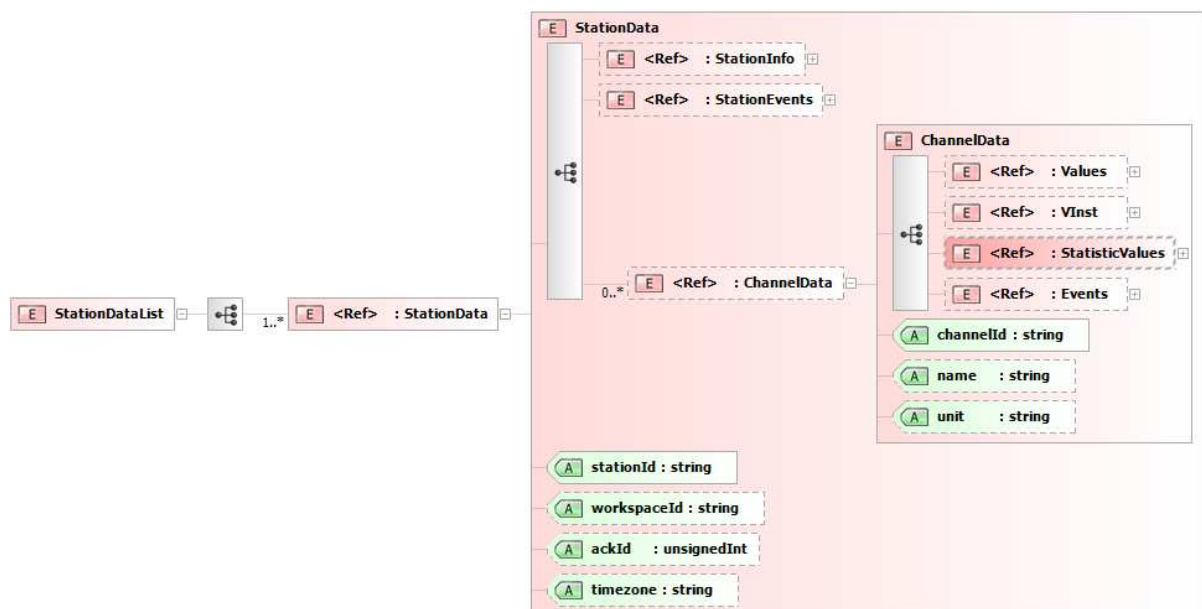 E StationData
E <Ref> : StationInfo
E <Ref> : StationEvents
E ChannelData
E <Ref> : Values
E <Ref> : VInst
E <Ref> : StatisticValues
E <Ref> : ChannelData
0..*
E <Ref> : Events
E StationDataList
1..*
E <Ref> : StationData
A channelId : string
A name : string
A unit : string
A stationId : string
A workspaceId : string
A ackId : unsignedInt
A timezone : string